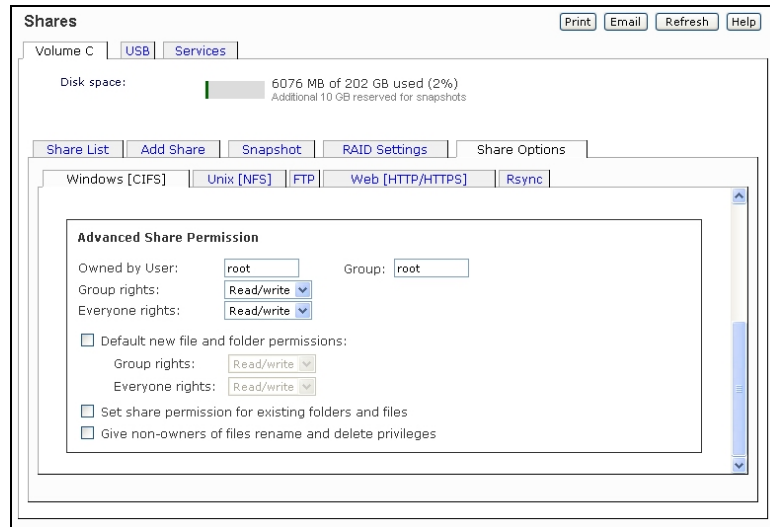 Shares
Print Email Refresh Help
Volume C USB Services
Disk space: 6076 MB of 202 GB used (2%)
Additional 10 GB reserved for snapshots
Share List Add Share Snapshot RAID Settings Share Options
Windows [CIFS] Unix [NFS] FTP Web [HTTP/HTTPS] Rsync
Advanced Share Permission
Owned by User: root Group: root
Group rights: Read/write
Everyone rights: Read/write
Default new file and folder permissions:
Group rights: Read/write
Everyone rights: Read/write
Set share permission for existing folders and files
Give non-owners of files rename and delete privileges